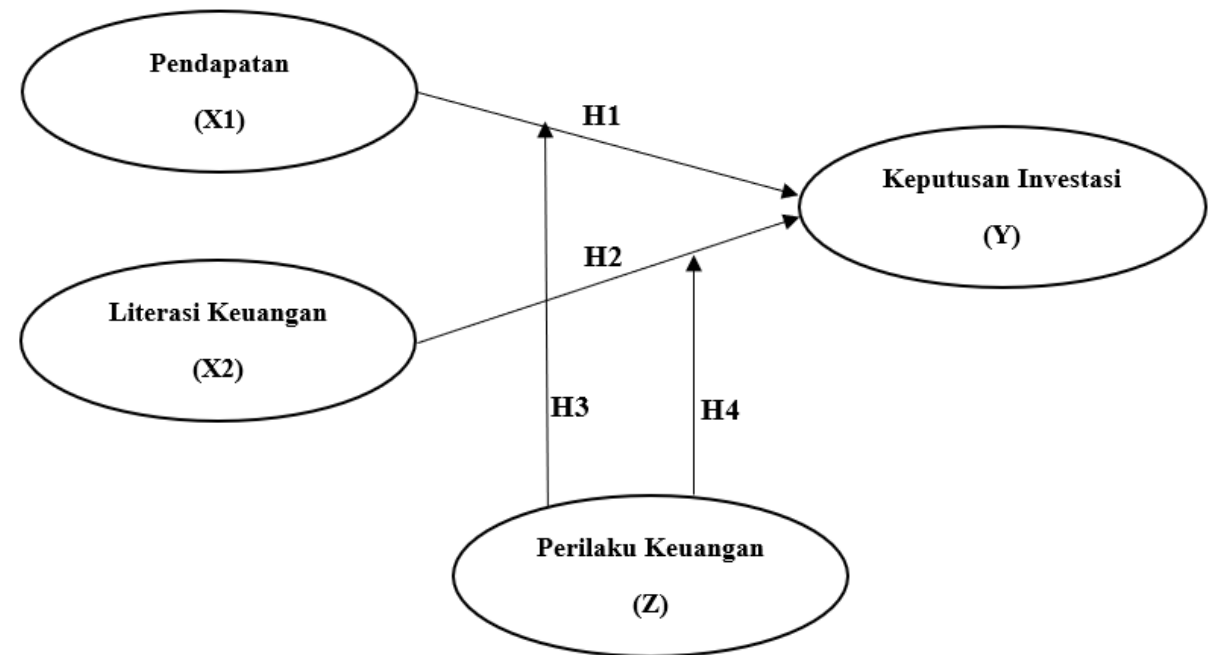 Pendapatan
(X1)
H1
Keputusan Investasi
(Y)
H2
Literasi Keuangan
(X2)
H3
H4
Perilaku Keuangan
(Z)